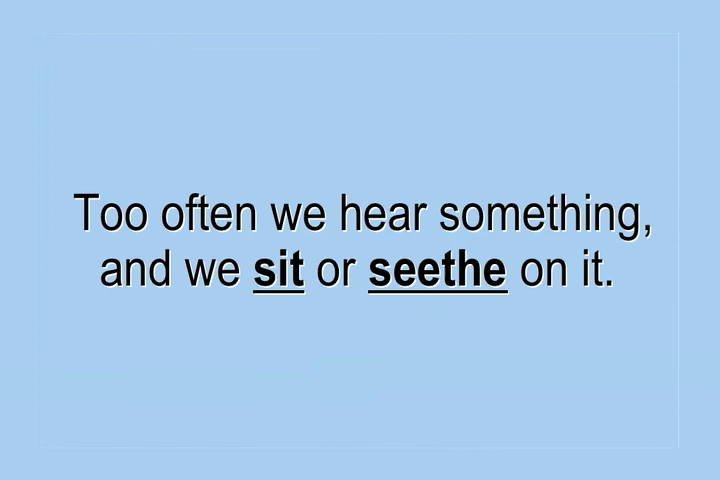 Too often we hear something,
and we sit or seethe on it.